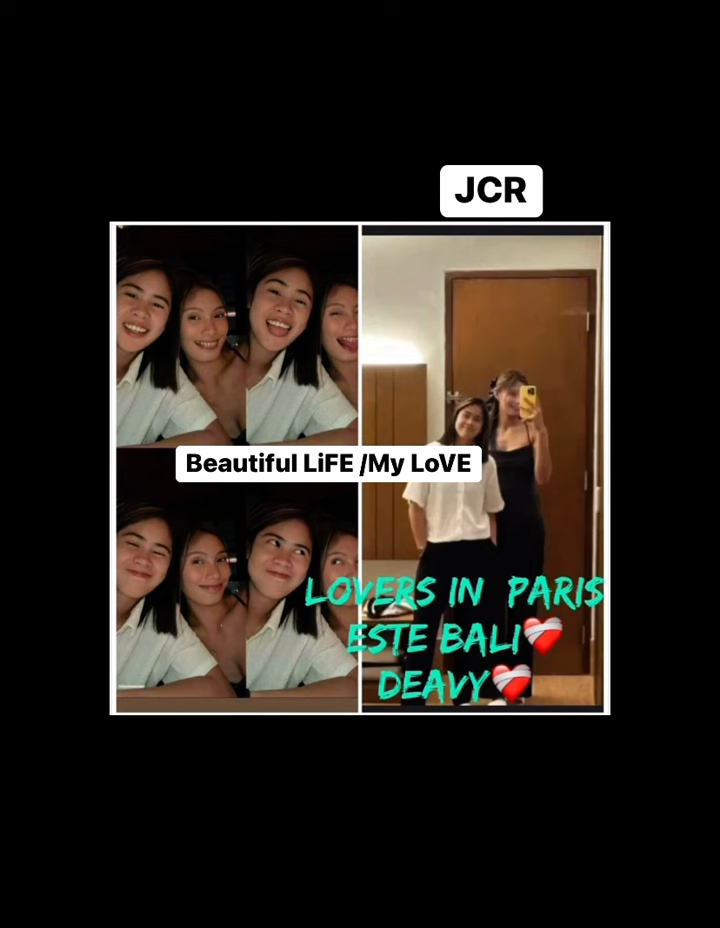 JCR
Beautiful LiFE /My LoVE
LOVERS IN PARIS
ESTE BALI❤️‍🩹
DEAVY❤️‍🩹